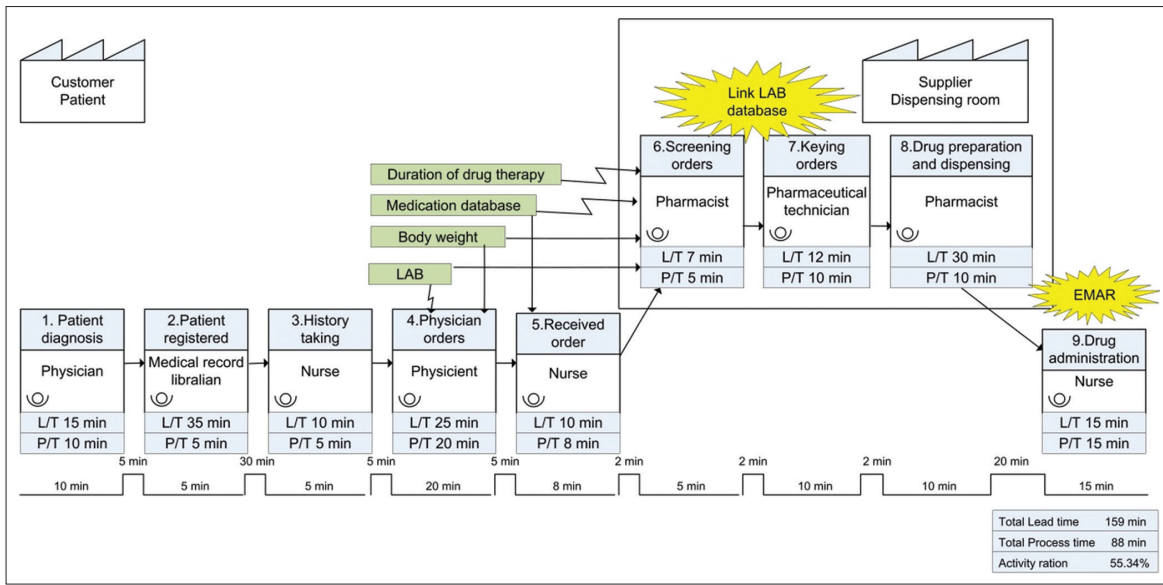 Customer
Patient
Link LAB
database
Supplier
Dispensing room
6.Screening
orders
Pharmacist
L/T 7 min
P/T 5 min
7.Keying
orders
Pharmaceutical
technician
L/T 12 min
P/T 10 min
8.Drug preparation
and dispensing
Pharmacist
L/T 30 min
P/T 10 min
Duration of drug therapy
Medication database
Body weight
LAB
EMAR
1. Patient
diagnosis
Physician
L/T 15 min
P/T 10 min
2.Patient
registered
Medical record
libralian
L/T 35 min
P/T 5 min
3.History
taking
Nurse
L/T 10 min
P/T 5 min
4.Physician
orders
Physicient
L/T 25 min
P/T 20 min
5.Received
order
Nurse
L/T 10 min
P/T 8 min
9.Drug
administration
Nurse
L/T 15 min
P/T 15 min
5 min 30 min 5 min 5 min 2 min 2 min 2 min 20 min
10 min 5 min 5 min 20 min 8 min 5 min 10 min 10 min 15 min
Total Lead time 159 min
Total Process time 88 min
Activity ration 55.34%